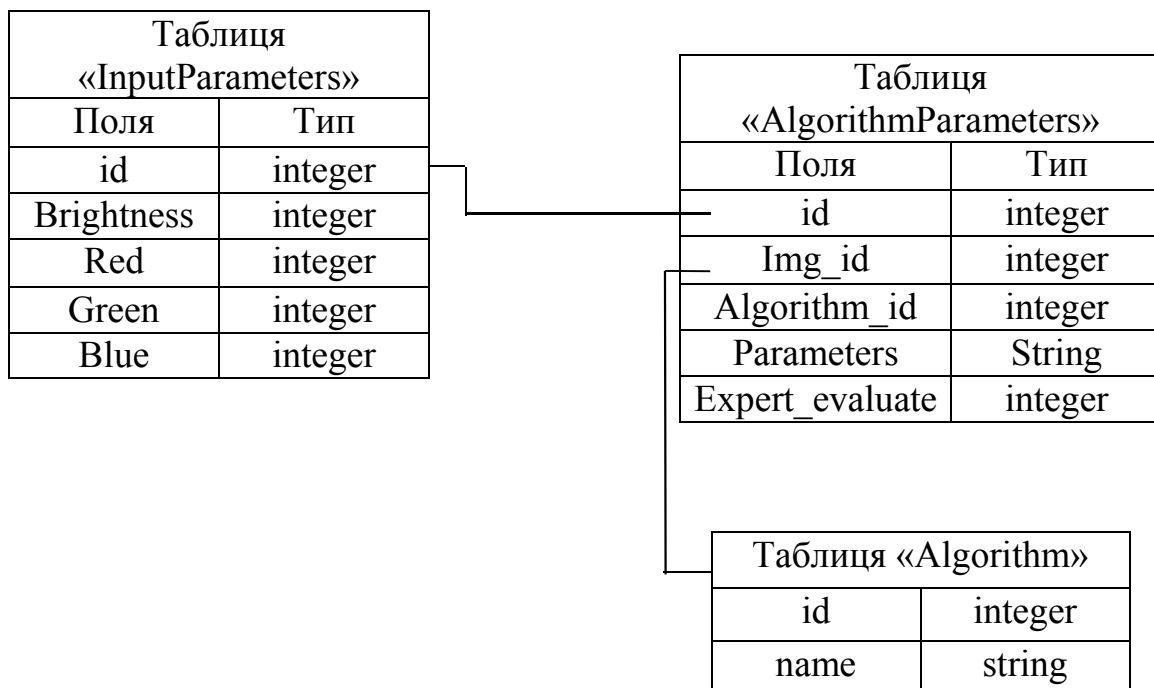 Таблиця
«InputParameters»
Поля Тип
id integer
Brightness integer
Red integer
Green integer
Blue integer
Таблиця
«AlgorithmParameters»
Поля Тип
id integer
Img_id integer
Algorithm_id integer
Parameters String
Expert_evaluate integer
Таблиця «Algorithm»
id integer
name string